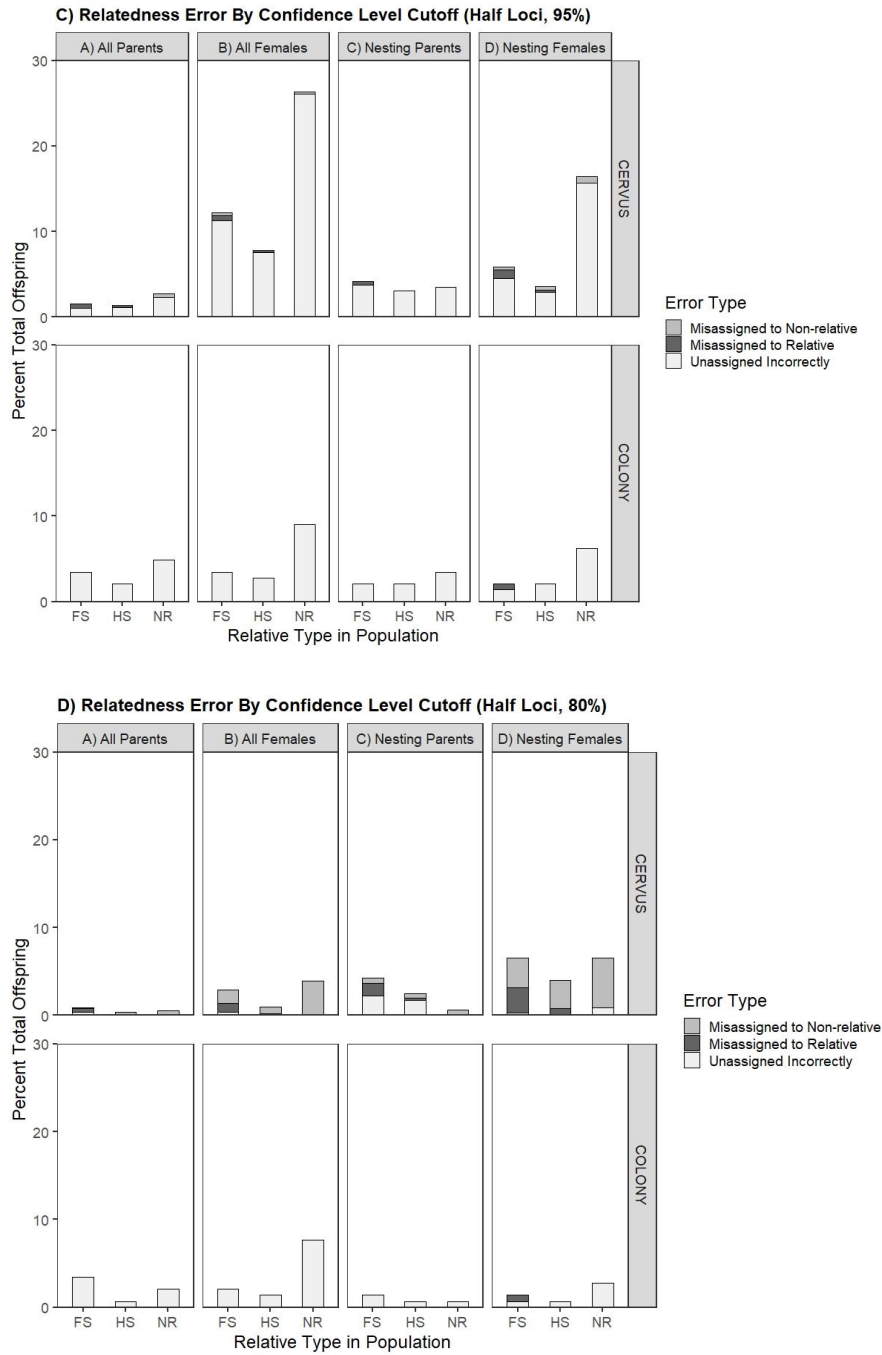 C) Relatedness Error By Confidence Level Cutoff (Half Loci, 95%)
A) All Parents
B) All Females
C) Nesting Parents
D) Nesting Females
30
20
10
0
CERVUS
30
20
10
0
COLONY
Percent Total Offspring
FS HS NR FS HS NR FS HS NR FS HS NR
Relative Type in Population
Error Type
Misassigned to Non-relative
Misassigned to Relative
Unassigned Incorrectly
D) Relatedness Error By Confidence Level Cutoff (Half Loci, 80%)
A) All Parents
B) All Females
C) Nesting Parents
D) Nesting Females
30
20
10
0
CERVUS
30
20
10
0
COLONY
Percent Total Offspring
FS HS NR FS HS NR FS HS NR FS HS NR
Relative Type in Population
Error Type
Misassigned to Non-relative
Misassigned to Relative
Unassigned Incorrectly